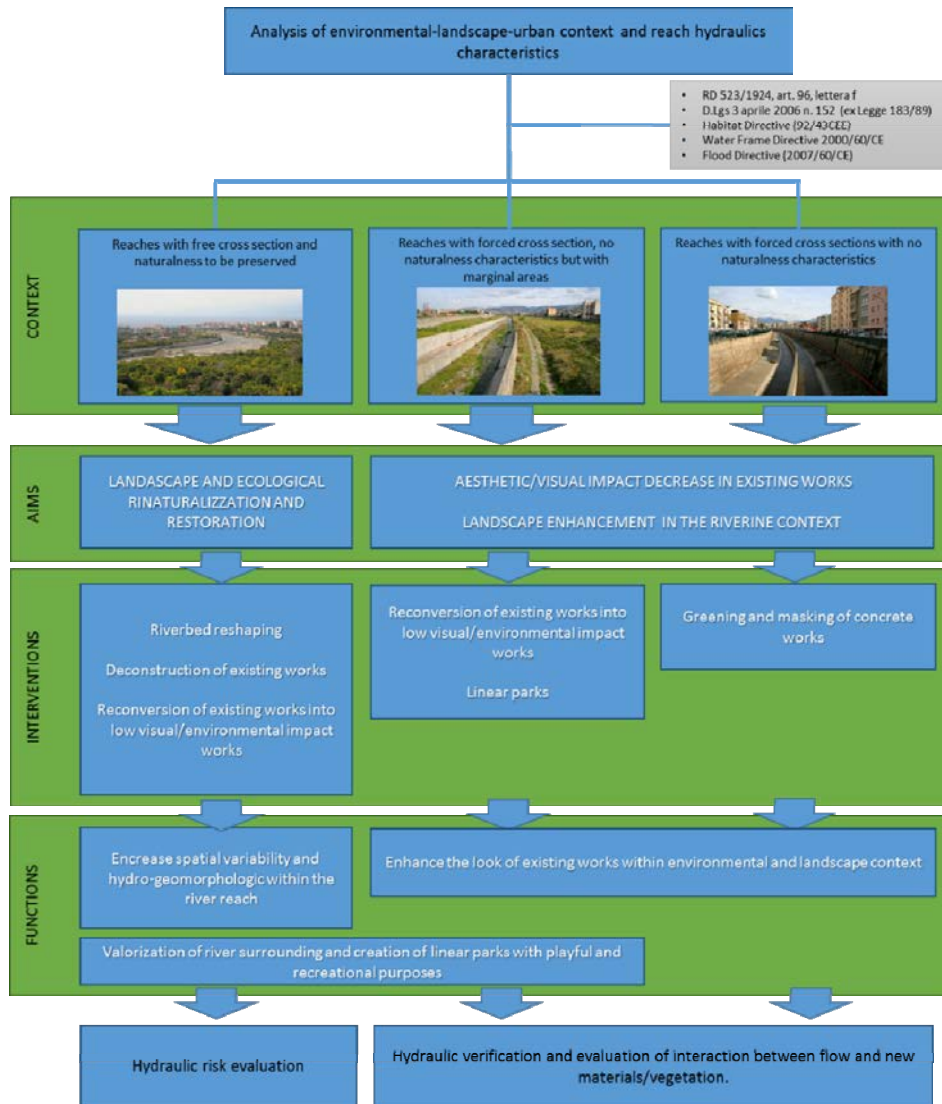 Analysis of environmental-landscape-urban context and reach hydraulics
characteristics
• RD 523/1924, art. 96, lettera f
• D.Lgs 3 aprile 2006 n. 152 (ex Legge 183/89)
• Habitat Directive (92/43CEE)
• Water Frame Directive 2000/60/CE
• Flood Directive (2007/60/CE)
CONTEXT
Reaches with free cross section and
naturalness to be preserved
Reaches with forced cross section, no
naturalness characteristics but with
marginal areas
Reaches with forced cross sections with no
naturalness characteristics
AIMS
LANDASCAPE AND ECOLOGICAL
RINATURALIZZATION AND
RESTORATION
AESTHETIC/VISUAL IMPACT DECREASE IN EXISTING WORKS
LANDSCAPE ENHANCEMENT IN THE RIVERINE CONTEXT
INTERVENTIONS
Riverbed reshaping
Deconstruction of existing works
Reconversion of existing works into
low visual/environmental impact
works
Reconversion of existing works into
low visual/environmental impact
works
Linear parks
Greening and masking of concrete
works
FUNCTIONS
Encrease spatial variability and
hydro-geomorphologic within the
river reach
Enhance the look of existing works within environmental and landscape context
Valorization of river surrounding and creation of linear parks with playful and
recreational purposes
Hydraulic risk evaluation
Hydraulic verification and evaluation of interaction between flow and new
materials/vegetation.